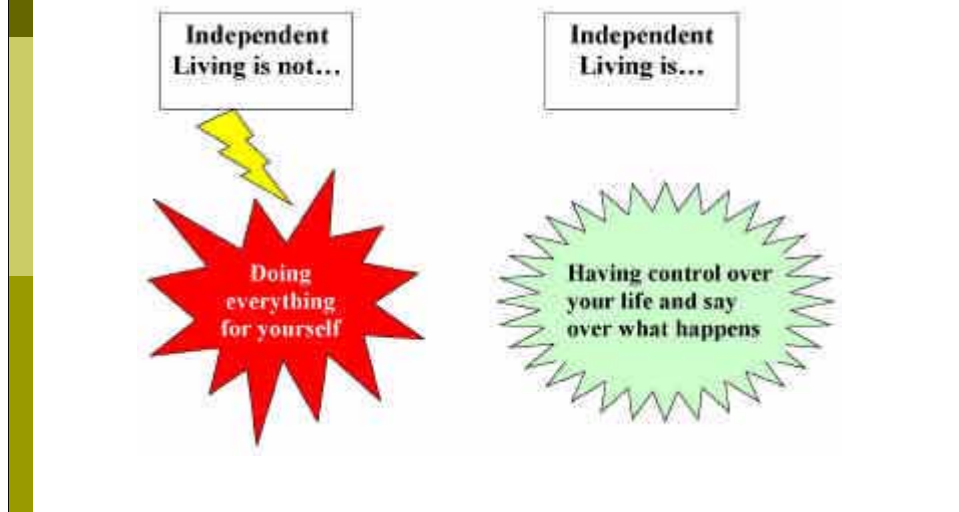 Independent
Living is not…
Independent
Living is…
Doing
everything
for yourself
Having control over
your life and say
over what happens